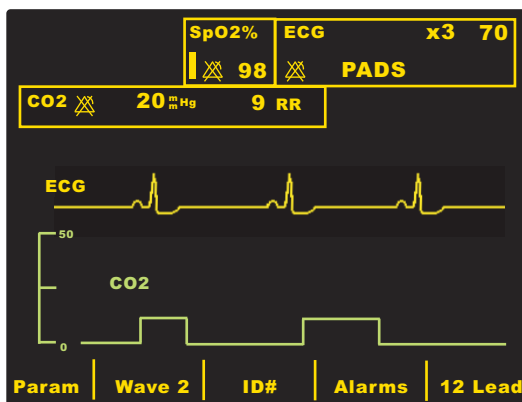 SpO2% ECG x3 70
98 PADS
CO2 20 mmHg 9 RR
ECG
50
CO2
0
Param Wave 2 ID# Alarms 12 Lead